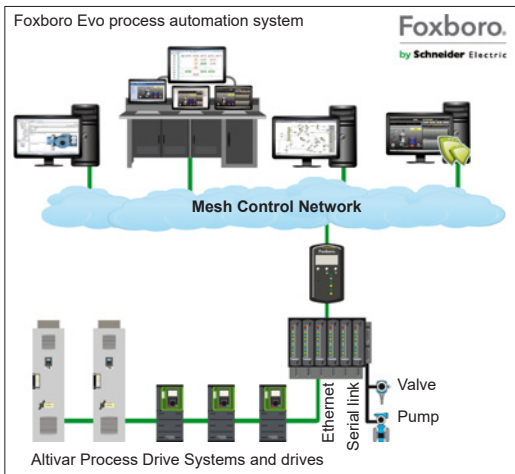 Foxboro Evo process automation system
Foxboro.
by Schneider Electric
Mesh Control Network
Foxboro
Ethernet
Serial link
Valve
Pump
Altivar Process Drive Systems and drives